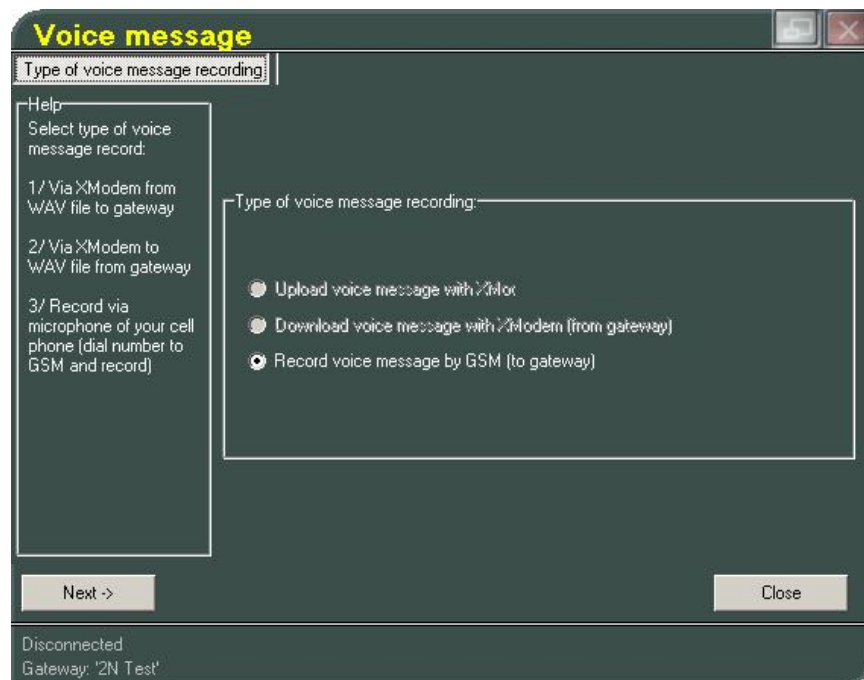 Voice message
Type of voice message recording
Help
Select type of voice
message record:
1/ Via XModem from
WAV file to gateway
2/ Via XModem to
WAV file from gateway
3/ Record via
microphone of your cell
phone (dial number to
GSM and record)
Type of voice message recording:
Upload voice message with XMo
Download voice message with XModem (from gateway)
Record voice message by GSM (to gateway)
Next ->
Close
Disconnected
Gateway: '2N Test'